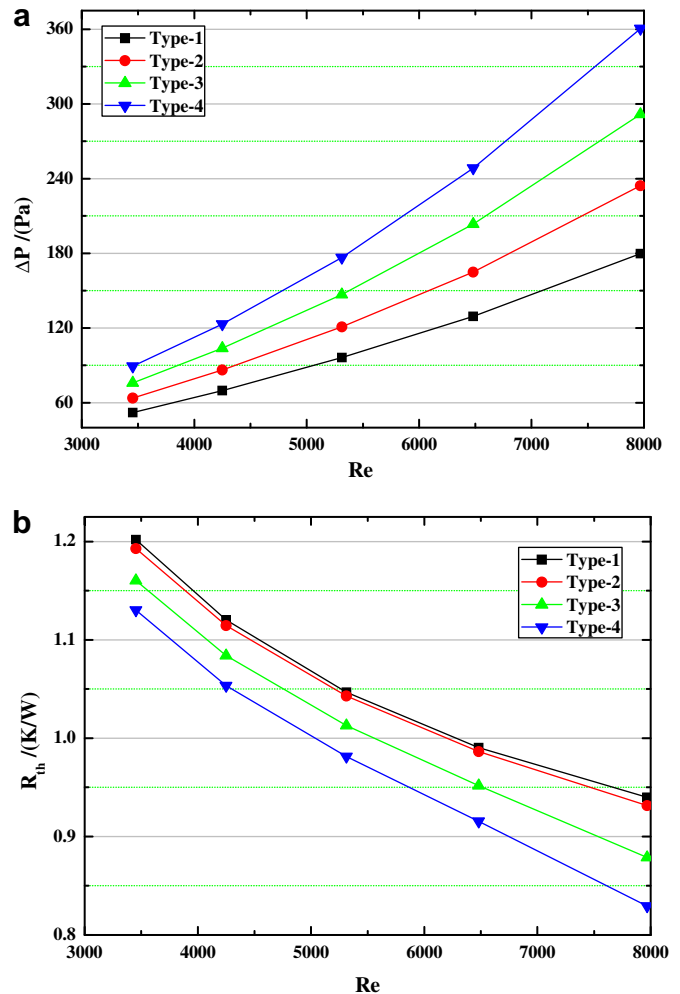 a
360
300
240
180
120
60
ΔP /(Pa)
Type-1
Type-2
Type-3
Type-4
3000 4000 5000 6000 7000 8000
Re
b
1.2
1.1
1.0
0.9
0.8
R_th /(K/W)
Type-1
Type-2
Type-3
Type-4
3000 4000 5000 6000 7000 8000
Re